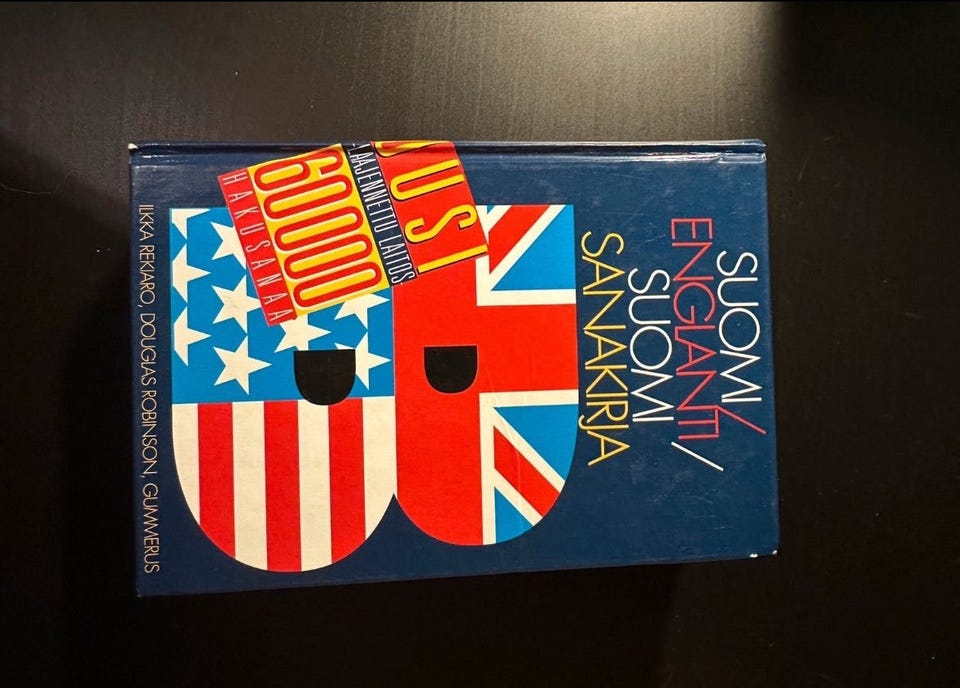 SUOMI/
ENGLANTI/
SUOMI
SANAKIRJA
UUSI
LAAJENNETTU LAITOS
60000
HAKUSANAA
ILKKA REKIARO, DOUGLAS ROBINSON, GUMMERUS